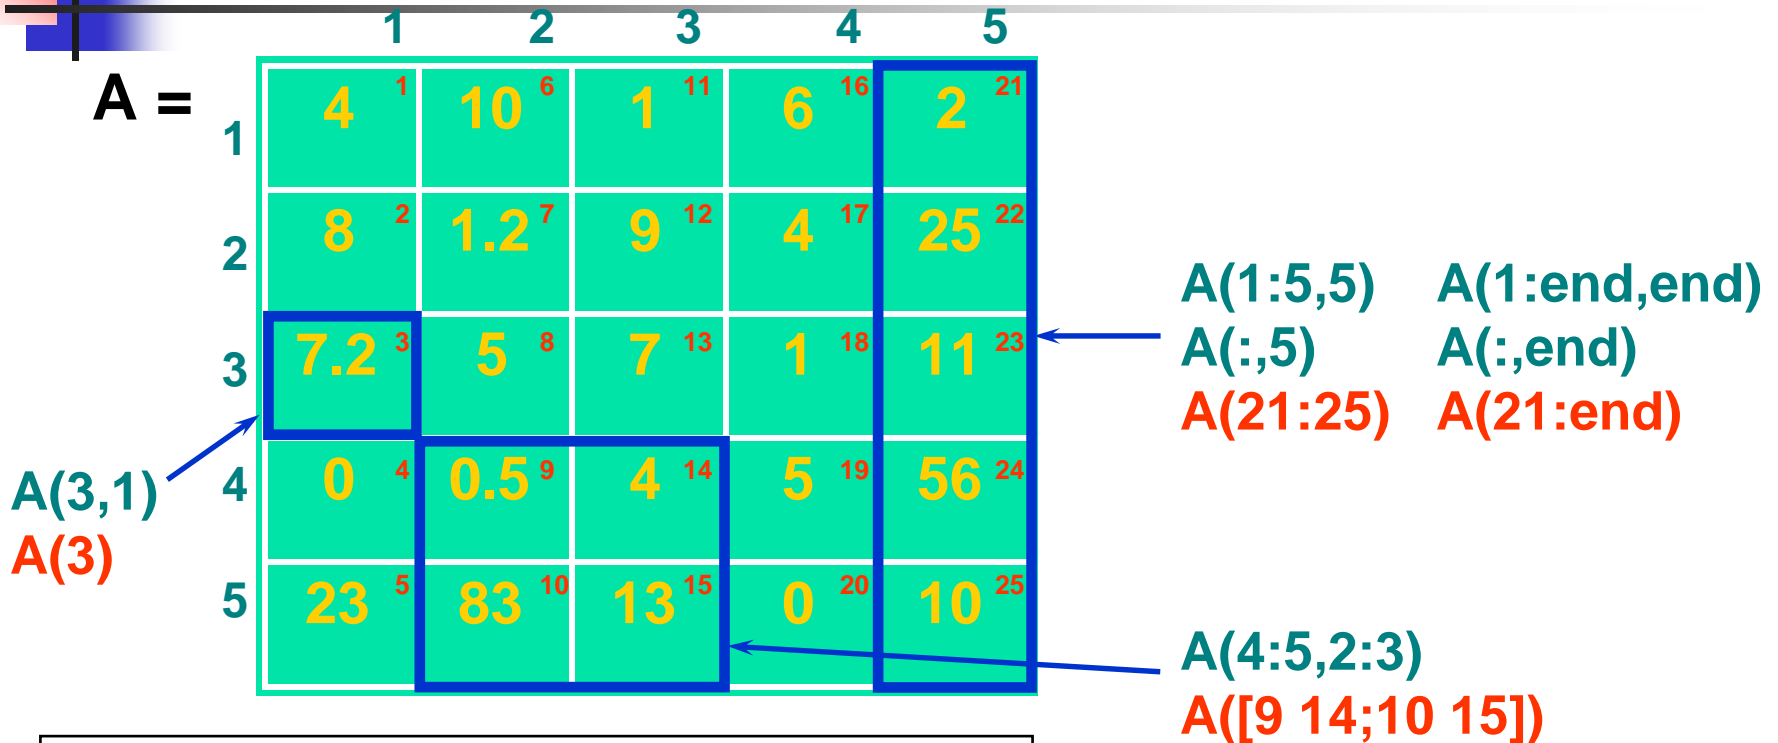 1 2 3 4 5
A =
1 4 1 10 6 1 11 6 16 2 21
2 8 2 1.2 7 9 12 4 17 25 22
3 7.2 3 5 8 7 13 1 18 11 23
4 0 4 0.5 9 4 14 5 19 56 24
5 23 5 83 10 13 15 0 20 10 25
A(3,1)
A(3)
A(1:5,5) A(1:end,end)
A(:,5) A(:,end)
A(21:25) A(21:end)
A(4:5,2:3)
A([9 14;10 15])